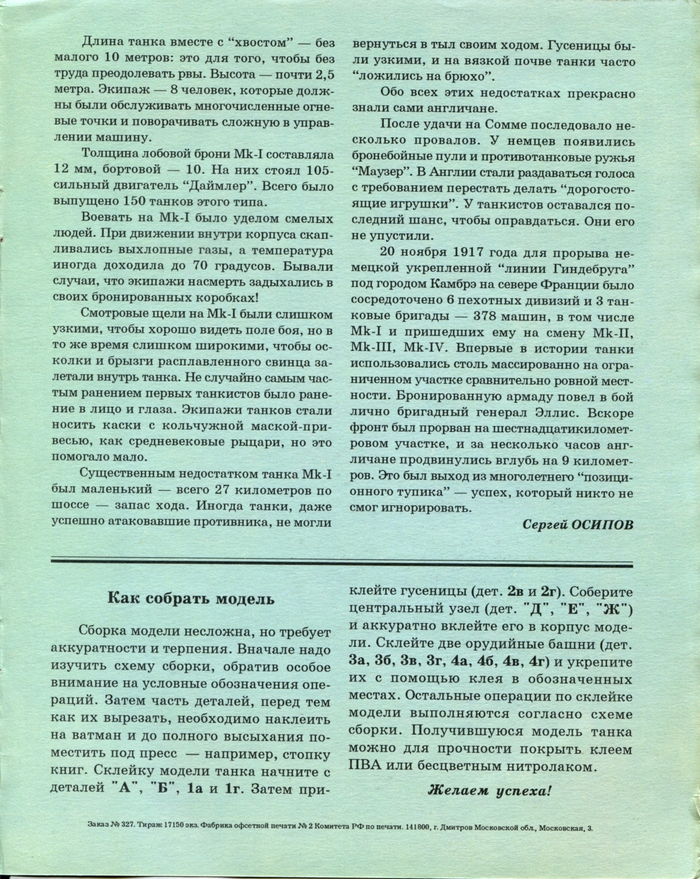 Длина танка вместе с “хвостом” — без
малого 10 метров: это для того, чтобы без
труда преодолевать рвы. Высота — почти 2,5
метра. Экипаж — 8 человек, которые долж-
ны были обслуживать многочисленные огне-
вые точки и поворачивать сложную в управ-
лении машину.
Толщина лобовой брони Mk-I составляла
12 мм, бортовой — 10. На них стоял 105-
сильный двигатель “Даймлер”. Всего было
выпущено 150 танков этого типа.
Воевать на Mk-I было уделом смелых
людей. При движении внутри корпуса скап-
ливались выхлопные газы, а температура
иногда доходила до 70 градусов. Бывали
случаи, что экипажи насмерть задыхались в
своих бронированных коробках!
Смотровые щели на Mk-I были слишком
узкими, чтобы хорошо видеть поле боя, но в
то же время слишком широкими, чтобы ос-
колки и брызги расплавленного свинца за-
летали внутрь танка. Не случайно самым час-
тым ранением первых танкистов было ране-
ние в лицо и глаза. Экипажи танков стали
носить каски с кольчужной маской-при-
весью, как средневековые рыцари, но это
помогало мало.
Существенным недостатком танка Mk-I
был маленький — всего 27 километров по
шоссе — запас хода. Иногда танки, даже
успешно атаковавшие противника, не могли
вернуться в тыл своим ходом. Гусеницы бы-
ли узкими, и на вязкой почве танки часто
“ложились на брюхо”.
Обо всех этих недостатках прекрасно
знали сами англичане.
После удачи на Сомме последовало не-
сколько провалов. У немцев появились
бронебойные пули и противотанковые ружья
“Маузер”. В Англии стали раздаваться голоса
с требованием перестать делать “дорогосто-
ящие игрушки”. У танкистов оставался по-
следний шанс, чтобы оправдаться. Они его
не упустили.
20 ноября 1917 года для прорыва не-
мецкой укрепленной “линии Гиндебруга”
под городом Камбрэ на севере Франции было
сосредоточено 6 пехотных дивизий и 3 тан-
ковые бригады — 378 машин, в том числе
Mk-I и пришедших ему на смену Mk-II,
Mk-III, Mk-IV. Впервые в истории танки
использовались столь массированно на огра-
ниченном участке сравнительно ровной мест-
ности. Бронированную армаду повел в бой
лично бригадный генерал Эллис. Вскоре
фронт был прорван на шестнадцатикиломет-
ровом участке, и за несколько часов анг-
личане продвинулись вглубь на 9 километ-
ров. Это был выход из многолетнего “позици-
онного тупика” — успех, который никто не
смог игнорировать.
Сергей ОСИПОВ
Как собрать модель
Сборка модели несложна, но требует
аккуратности и терпения. Вначале надо
изучить схему сборки, обратив особое
внимание на условные обозначения опе-
раций. Затем часть деталей, перед тем
как их вырезать, необходимо наклеить
на ватман и до полного высыхания по-
местить под пресс — например, стопку
книг. Склейку модели танка начните с
деталей "А", "Б", 1а и 1г. Затем при-
клейте гусеницы (дет. 2в и 2г). Соберите
центральный узел (дет. "Д", "Е", "Ж")
и аккуратно вклейте его в корпус моде-
ли. Склейте две орудийные башни (дет.
3а, 3б, 3в, 3г, 4а, 4б, 4в, 4г) и укрепите
их с помощью клея в обозначенных
местах. Остальные операции по склейке
модели выполняются согласно схеме
сборки. Получившуюся модель танка
можно для прочности покрыть клеем
ПВА или бесцветным нитролаком.
Желаем успеха!
Заказ № 327. Тираж 17150 экз. Фабрика офсетной печати № 2 Комитета РФ по печати. 141800, г. Дмитров Московской обл., Московская, 3.